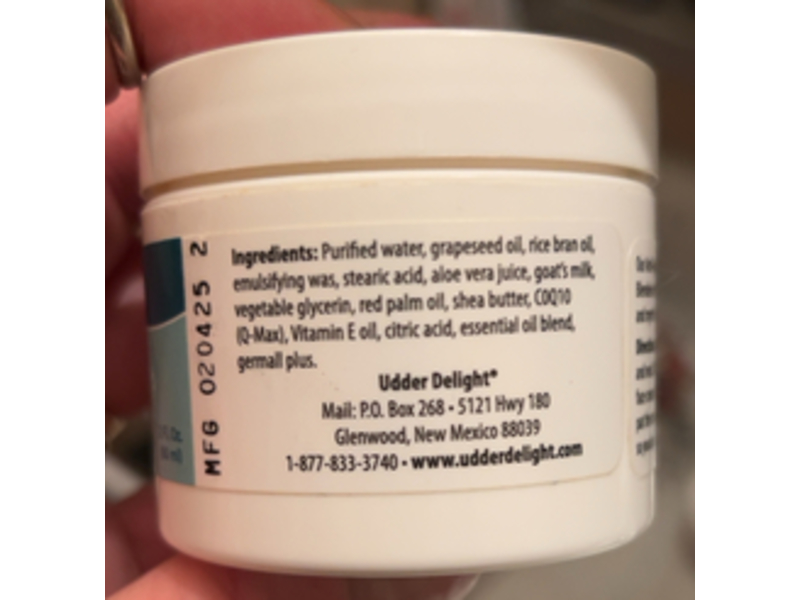 MFG 020425 2
Ingredients: Purified water, grapeseed oil, rice bran oil,
emulsifying was, stearic acid, aloe vera juice, goat's milk,
vegetable glycerin, red palm oil, shea butter, C0Q10
(Q-Max), Vitamin E oil, citric acid, essential oil blend,
germall plus.
Udder Delight®
Mail: P.O. Box 268 • 5121 Hwy 180
Glenwood, New Mexico 88039
1-877-833-3740 • www.udderdelight.com